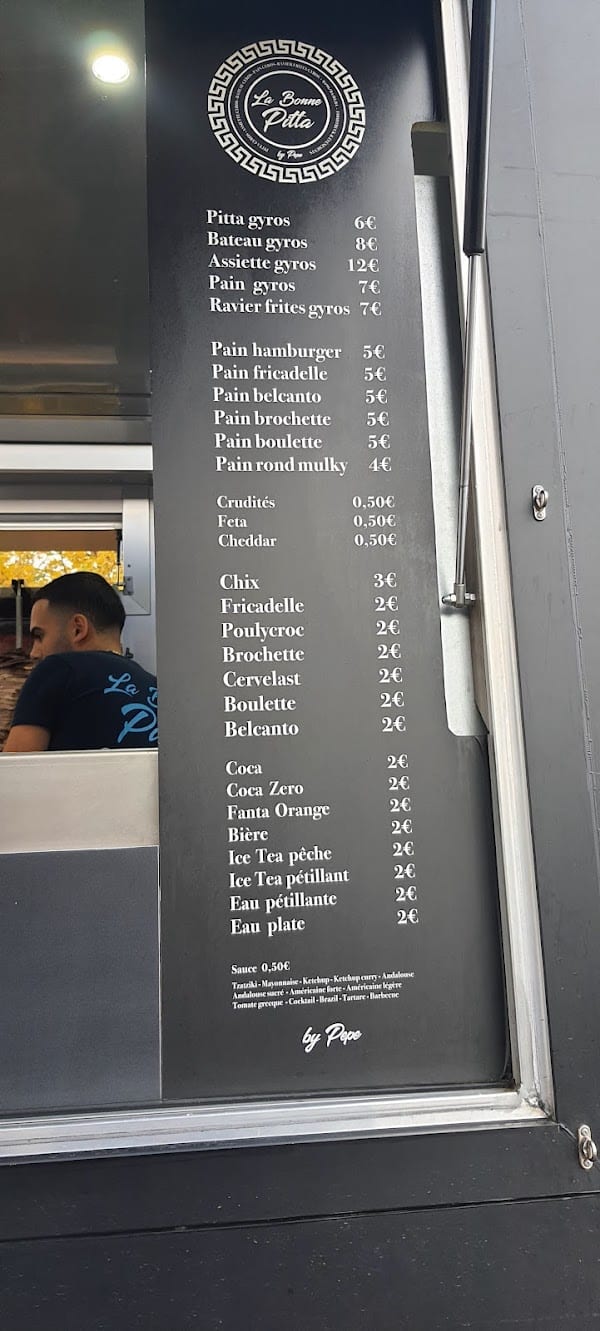 La Bonne
Pitta
by Pepe
Pitta gyros 6€
Bateau gyros 8€
Assiette gyros 12€
Pain gyros 7€
Ravier frites gyros 7€
Pain hamburger 5€
Pain fricadelle 5€
Pain belcanto 5€
Pain brochette 5€
Pain boulette 5€
Pain rond mulky 4€
Crudités 0,50€
Feta 0,50€
Cheddar 0,50€
Chix 3€
Fricadelle 2€
Poulycroc 2€
Brochette 2€
Cervelast 2€
Boulette 2€
Belcanto 2€
Coca 2€
Coca Zero 2€
Fanta Orange 2€
Bière 2€
Ice Tea pêche 2€
Ice Tea pétillant 2€
Eau pétillante 2€
Eau plate 2€
Sauce 0,50€
Tzatziki - Mayonnaise - Ketchup - Ketchup curry - Andalouse
Andalouse sucré - Américaine forte - Américaine légère
Tomate grecque - Cocktail - Brazil - Tartare - Barbecue
by Pepe
La B